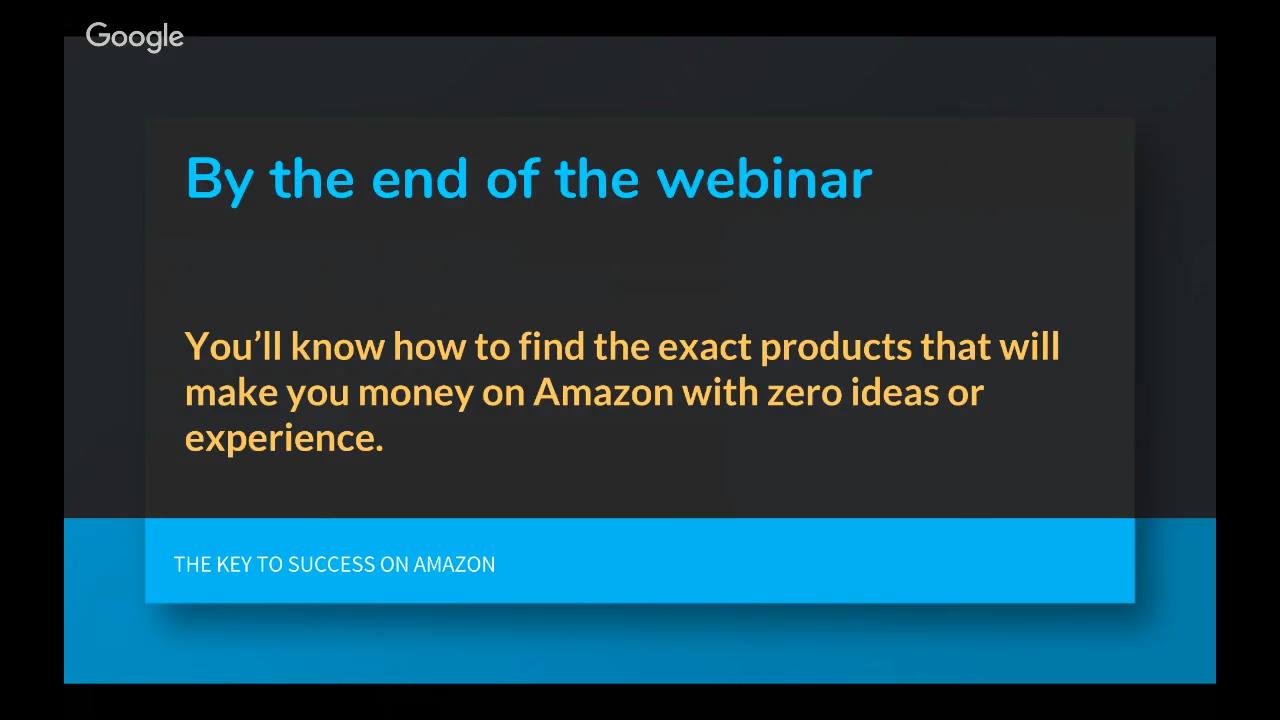 Google
By the end of the webinar
You’ll know how to find the exact products that will
make you money on Amazon with zero ideas or
experience.
THE KEY TO SUCCESS ON AMAZON